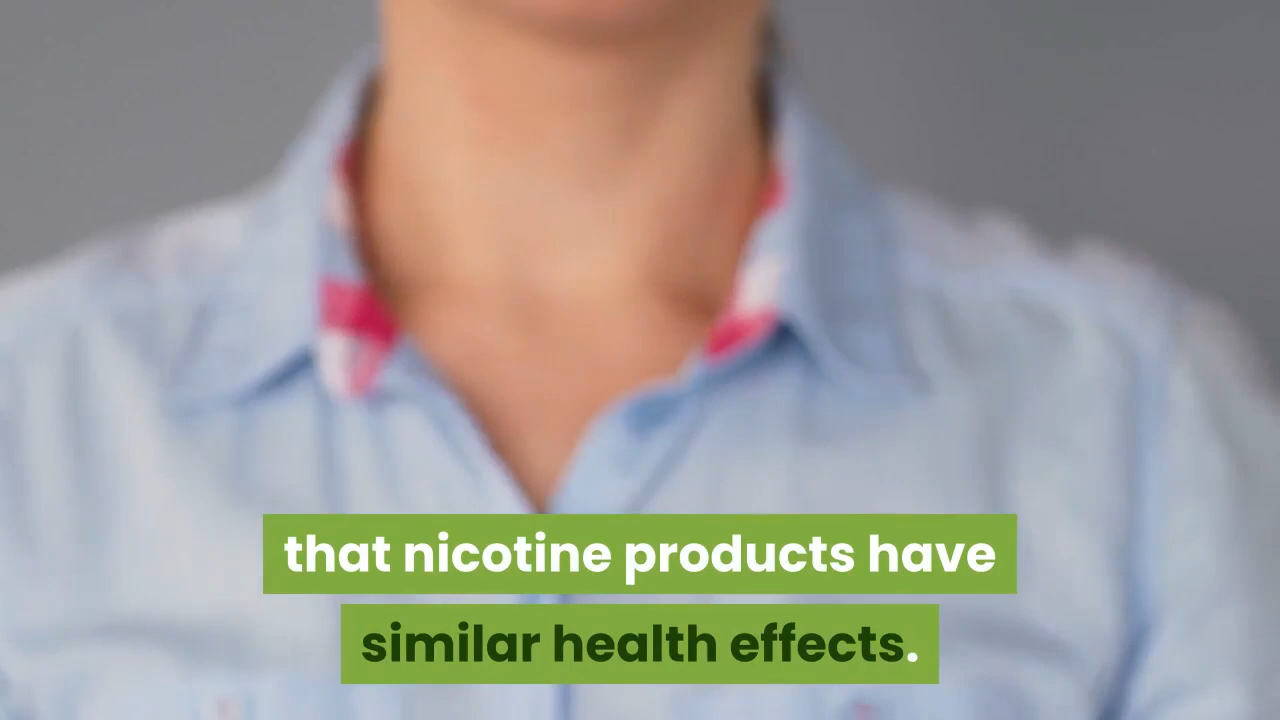 that nicotine products have
similar health effects.